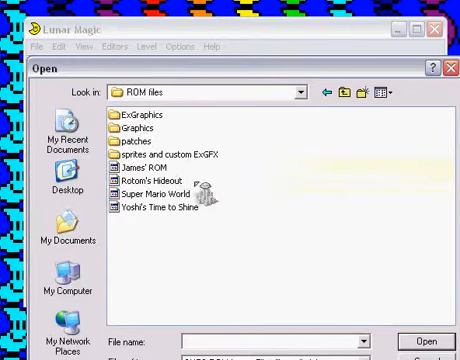 Lunar Magic
File Edit View Editors Level Options Help
Open
Look in: ROM files
ExGraphics
Graphics
patches
sprites and custom ExGFX
James' ROM
Rotom's Hideout
Super Mario World
Yoshi's Time to Shine
My Recent
Documents
Desktop
My Documents
My Computer
My Network
Places
File name:
Open